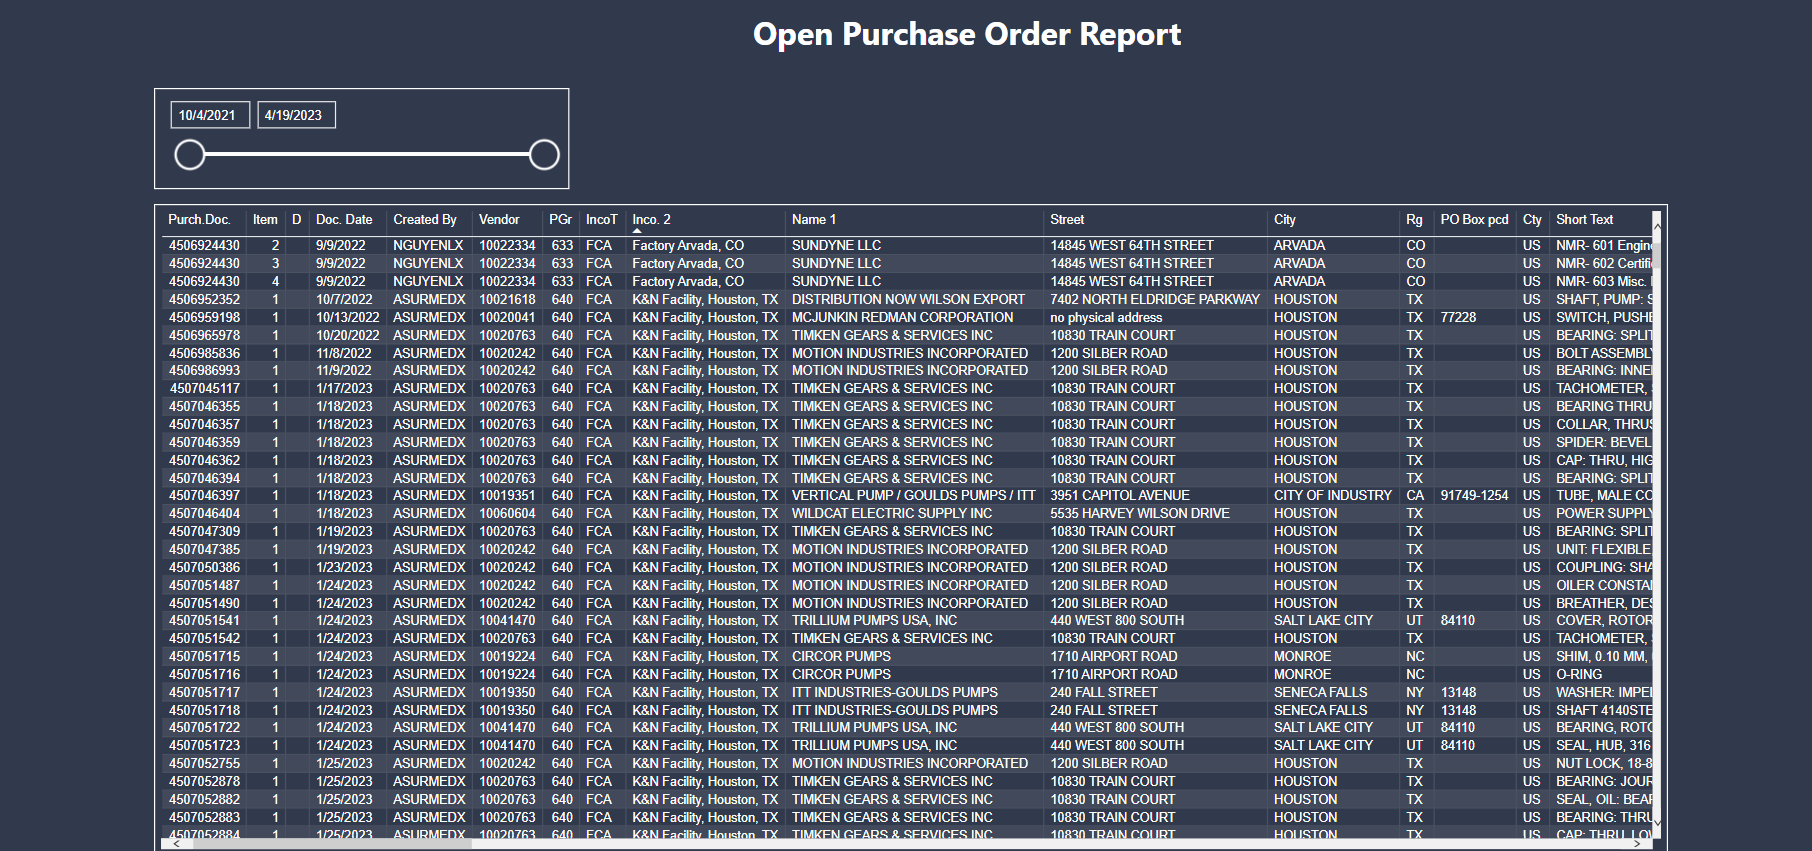 Open Purchase Order Report
10/4/2021 4/19/2023
Purch.Doc. Item D Doc. Date Created By Vendor PGr IncoT Inco. 2 Name 1 Street City Rg PO Box pcd Cty Short Text
4506924430 2 9/9/2022 NGUYENLX 10022334 633 FCA Factory Arvada, CO SUNDYNE LLC 14845 WEST 64TH STREET ARVADA CO US NMR- 601 Engin
4506924430 3 9/9/2022 NGUYENLX 10022334 633 FCA Factory Arvada, CO SUNDYNE LLC 14845 WEST 64TH STREET ARVADA CO US NMR- 602 Certifi
4506924430 4 9/9/2022 NGUYENLX 10022334 633 FCA Factory Arvada, CO SUNDYNE LLC 14845 WEST 64TH STREET ARVADA CO US NMR- 603 Misc.
4506952352 1 10/7/2022 ASURMEDX 10021618 640 FCA K&N Facility, Houston, TX DISTRIBUTION NOW WILSON EXPORT 7402 NORTH ELDRIDGE PARKWAY HOUSTON TX US SHAFT, PUMP: S
4506959198 1 10/13/2022 ASURMEDX 10020041 640 FCA K&N Facility, Houston, TX MCJUNKIN REDMAN CORPORATION no physical address HOUSTON TX 77228 US SWITCH, PUSHE
4506965978 1 10/20/2022 ASURMEDX 10020763 640 FCA K&N Facility, Houston, TX TIMKEN GEARS & SERVICES INC 10830 TRAIN COURT HOUSTON TX US BEARING: SPLIT
4506985836 1 11/8/2022 ASURMEDX 10020242 640 FCA K&N Facility, Houston, TX MOTION INDUSTRIES INCORPORATED 1200 SILBER ROAD HOUSTON TX US BOLT ASSEMBLY
4506986993 1 11/9/2022 ASURMEDX 10020242 640 FCA K&N Facility, Houston, TX MOTION INDUSTRIES INCORPORATED 1200 SILBER ROAD HOUSTON TX US BEARING: INNE
4507045117 1 1/17/2023 ASURMEDX 10020763 640 FCA K&N Facility, Houston, TX TIMKEN GEARS & SERVICES INC 10830 TRAIN COURT HOUSTON TX US TACHOMETER,
4507046355 1 1/18/2023 ASURMEDX 10020763 640 FCA K&N Facility, Houston, TX TIMKEN GEARS & SERVICES INC 10830 TRAIN COURT HOUSTON TX US BEARING THRU
4507046357 1 1/18/2023 ASURMEDX 10020763 640 FCA K&N Facility, Houston, TX TIMKEN GEARS & SERVICES INC 10830 TRAIN COURT HOUSTON TX US COLLAR, THRUS
4507046359 1 1/18/2023 ASURMEDX 10020763 640 FCA K&N Facility, Houston, TX TIMKEN GEARS & SERVICES INC 10830 TRAIN COURT HOUSTON TX US SPIDER: BEVEL
4507046362 1 1/18/2023 ASURMEDX 10020763 640 FCA K&N Facility, Houston, TX TIMKEN GEARS & SERVICES INC 10830 TRAIN COURT HOUSTON TX US CAP: THRU, HIG
4507046394 1 1/18/2023 ASURMEDX 10020763 640 FCA K&N Facility, Houston, TX TIMKEN GEARS & SERVICES INC 10830 TRAIN COURT HOUSTON TX US BEARING: SPLIT
4507046397 1 1/18/2023 ASURMEDX 10019351 640 FCA K&N Facility, Houston, TX VERTICAL PUMP / GOULDS PUMPS / ITT 3951 CAPITOL AVENUE CITY OF INDUSTRY CA 91749-1254 US TUBE, MALE CO
4507046404 1 1/18/2023 ASURMEDX 10060604 640 FCA K&N Facility, Houston, TX WILDCAT ELECTRIC SUPPLY INC 5535 HARVEY WILSON DRIVE HOUSTON TX US POWER SUPPLY
4507047309 1 1/19/2023 ASURMEDX 10020763 640 FCA K&N Facility, Houston, TX TIMKEN GEARS & SERVICES INC 10830 TRAIN COURT HOUSTON TX US BEARING: SPLIT
4507047385 1 1/19/2023 ASURMEDX 10020242 640 FCA K&N Facility, Houston, TX MOTION INDUSTRIES INCORPORATED 1200 SILBER ROAD HOUSTON TX US UNIT: FLEXIBLE,
4507050386 1 1/23/2023 ASURMEDX 10020242 640 FCA K&N Facility, Houston, TX MOTION INDUSTRIES INCORPORATED 1200 SILBER ROAD HOUSTON TX US COUPLING: SHA
4507051487 1 1/24/2023 ASURMEDX 10020242 640 FCA K&N Facility, Houston, TX MOTION INDUSTRIES INCORPORATED 1200 SILBER ROAD HOUSTON TX US OILER CONSTA
4507051490 1 1/24/2023 ASURMEDX 10020242 640 FCA K&N Facility, Houston, TX MOTION INDUSTRIES INCORPORATED 1200 SILBER ROAD HOUSTON TX US BREATHER, DES
4507051541 1 1/24/2023 ASURMEDX 10041470 640 FCA K&N Facility, Houston, TX TRILLIUM PUMPS USA, INC 440 WEST 800 SOUTH SALT LAKE CITY UT 84110 US COVER, ROTOR
4507051542 1 1/24/2023 ASURMEDX 10020763 640 FCA K&N Facility, Houston, TX TIMKEN GEARS & SERVICES INC 10830 TRAIN COURT HOUSTON TX US TACHOMETER,
4507051715 1 1/24/2023 ASURMEDX 10019224 640 FCA K&N Facility, Houston, TX CIRCOR PUMPS 1710 AIRPORT ROAD MONROE NC US SHIM, 0.10 MM,
4507051716 1 1/24/2023 ASURMEDX 10019224 640 FCA K&N Facility, Houston, TX CIRCOR PUMPS 1710 AIRPORT ROAD MONROE NC US O-RING
4507051717 1 1/24/2023 ASURMEDX 10019350 640 FCA K&N Facility, Houston, TX ITT INDUSTRIES-GOULDS PUMPS 240 FALL STREET SENECA FALLS NY 13148 US WASHER: IMPE
4507051718 1 1/24/2023 ASURMEDX 10019350 640 FCA K&N Facility, Houston, TX ITT INDUSTRIES-GOULDS PUMPS 240 FALL STREET SENECA FALLS NY 13148 US SHAFT 4140STE
4507051722 1 1/24/2023 ASURMEDX 10041470 640 FCA K&N Facility, Houston, TX TRILLIUM PUMPS USA, INC 440 WEST 800 SOUTH SALT LAKE CITY UT 84110 US BEARING, ROTO
4507051723 1 1/24/2023 ASURMEDX 10041470 640 FCA K&N Facility, Houston, TX TRILLIUM PUMPS USA, INC 440 WEST 800 SOUTH SALT LAKE CITY UT 84110 US SEAL, HUB, 316
4507052755 1 1/25/2023 ASURMEDX 10020242 640 FCA K&N Facility, Houston, TX MOTION INDUSTRIES INCORPORATED 1200 SILBER ROAD HOUSTON TX US NUT LOCK, 18-8
4507052878 1 1/25/2023 ASURMEDX 10020763 640 FCA K&N Facility, Houston, TX TIMKEN GEARS & SERVICES INC 10830 TRAIN COURT HOUSTON TX US BEARING: JOUR
4507052882 1 1/25/2023 ASURMEDX 10020763 640 FCA K&N Facility, Houston, TX TIMKEN GEARS & SERVICES INC 10830 TRAIN COURT HOUSTON TX US SEAL, OIL: BEAR
4507052883 1 1/25/2023 ASURMEDX 10020763 640 FCA K&N Facility, Houston, TX TIMKEN GEARS & SERVICES INC 10830 TRAIN COURT HOUSTON TX US BEARING: THRU
4507052884 1 1/25/2023 ASURMEDX 10020763 640 FCA K&N Facility, Houston, TX TIMKEN GEARS & SERVICES INC 10830 TRAIN COURT HOUSTON TX US CAP: THRU, LOW